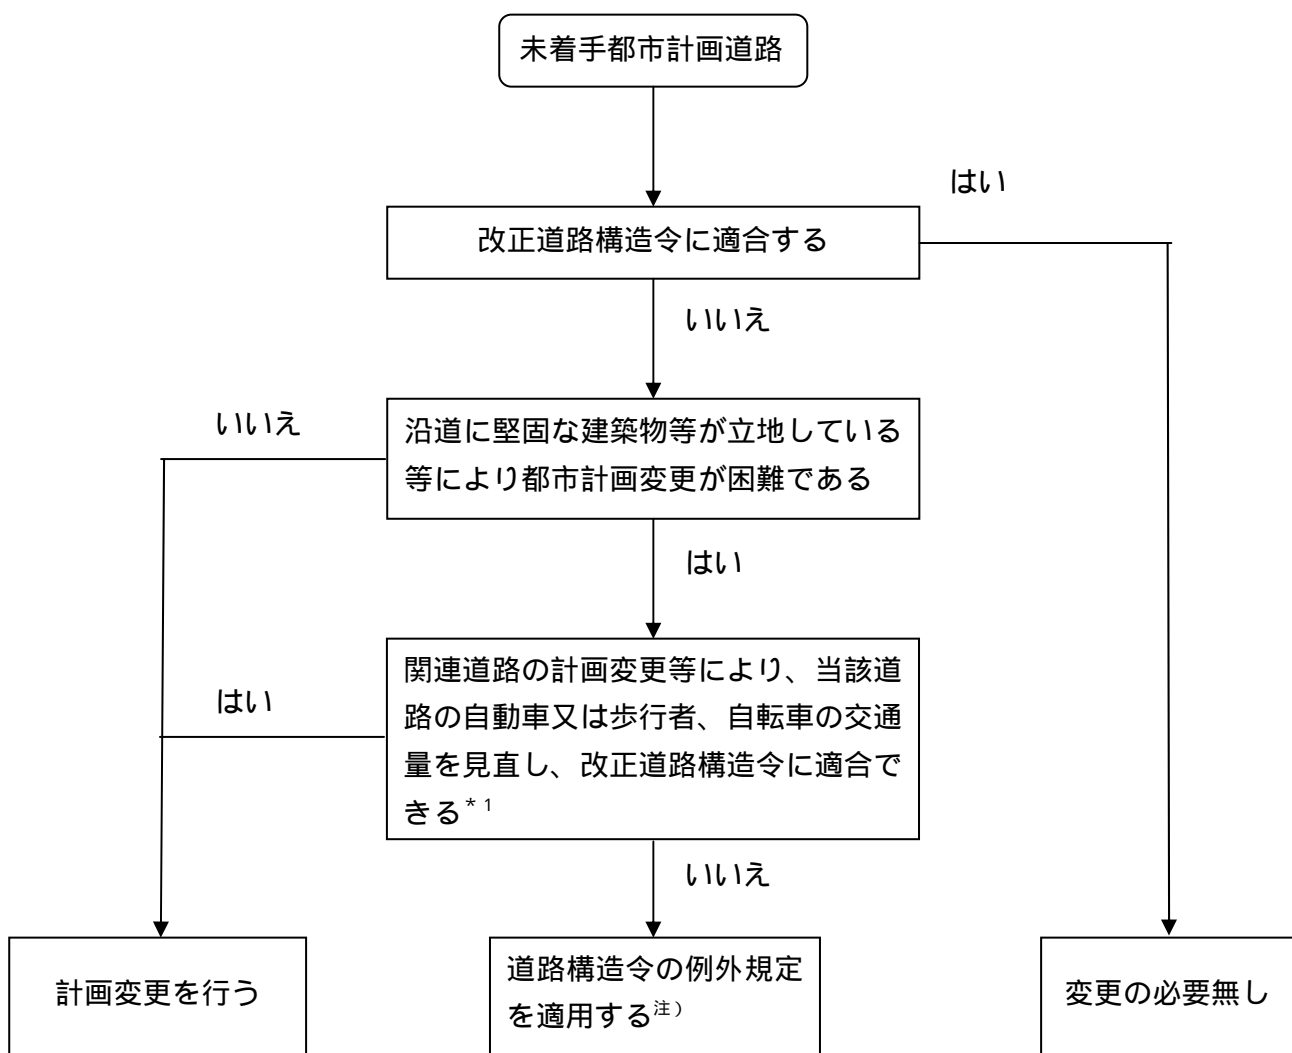 未着手都市計画道路
はい
改正道路構造令に適合する
いいえ
いいえ
沿道に堅固な建築物等が立地している
等により都市計画変更が困難である
はい
はい
関連道路の計画変更等により、当該道
路の自動車又は歩行者、自転車の交通
量を見直し、改正道路構造令に適合で
きる*1
いいえ
計画変更を行う
道路構造令の例外規定
を適用する注)
変更の必要無し